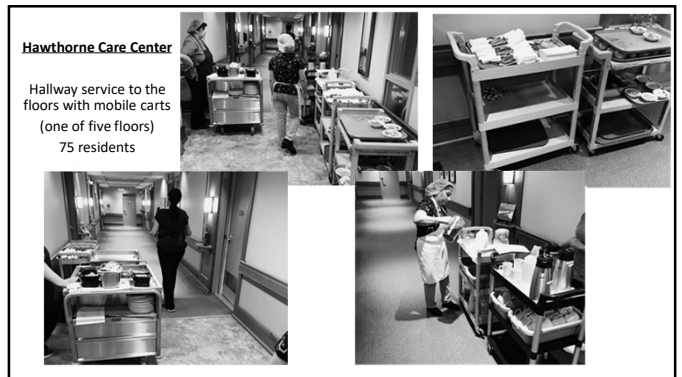 Hawthorne Care Center
Hallway service to the
floors with mobile carts
(one of five floors)
75 residents